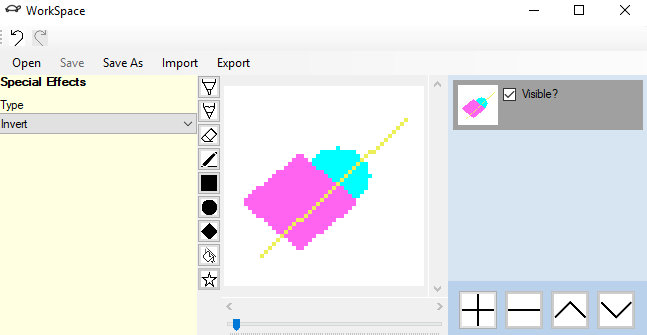 WorkSpace
Open Save Save As Import Export
Special Effects
Type
Invert
Visible?